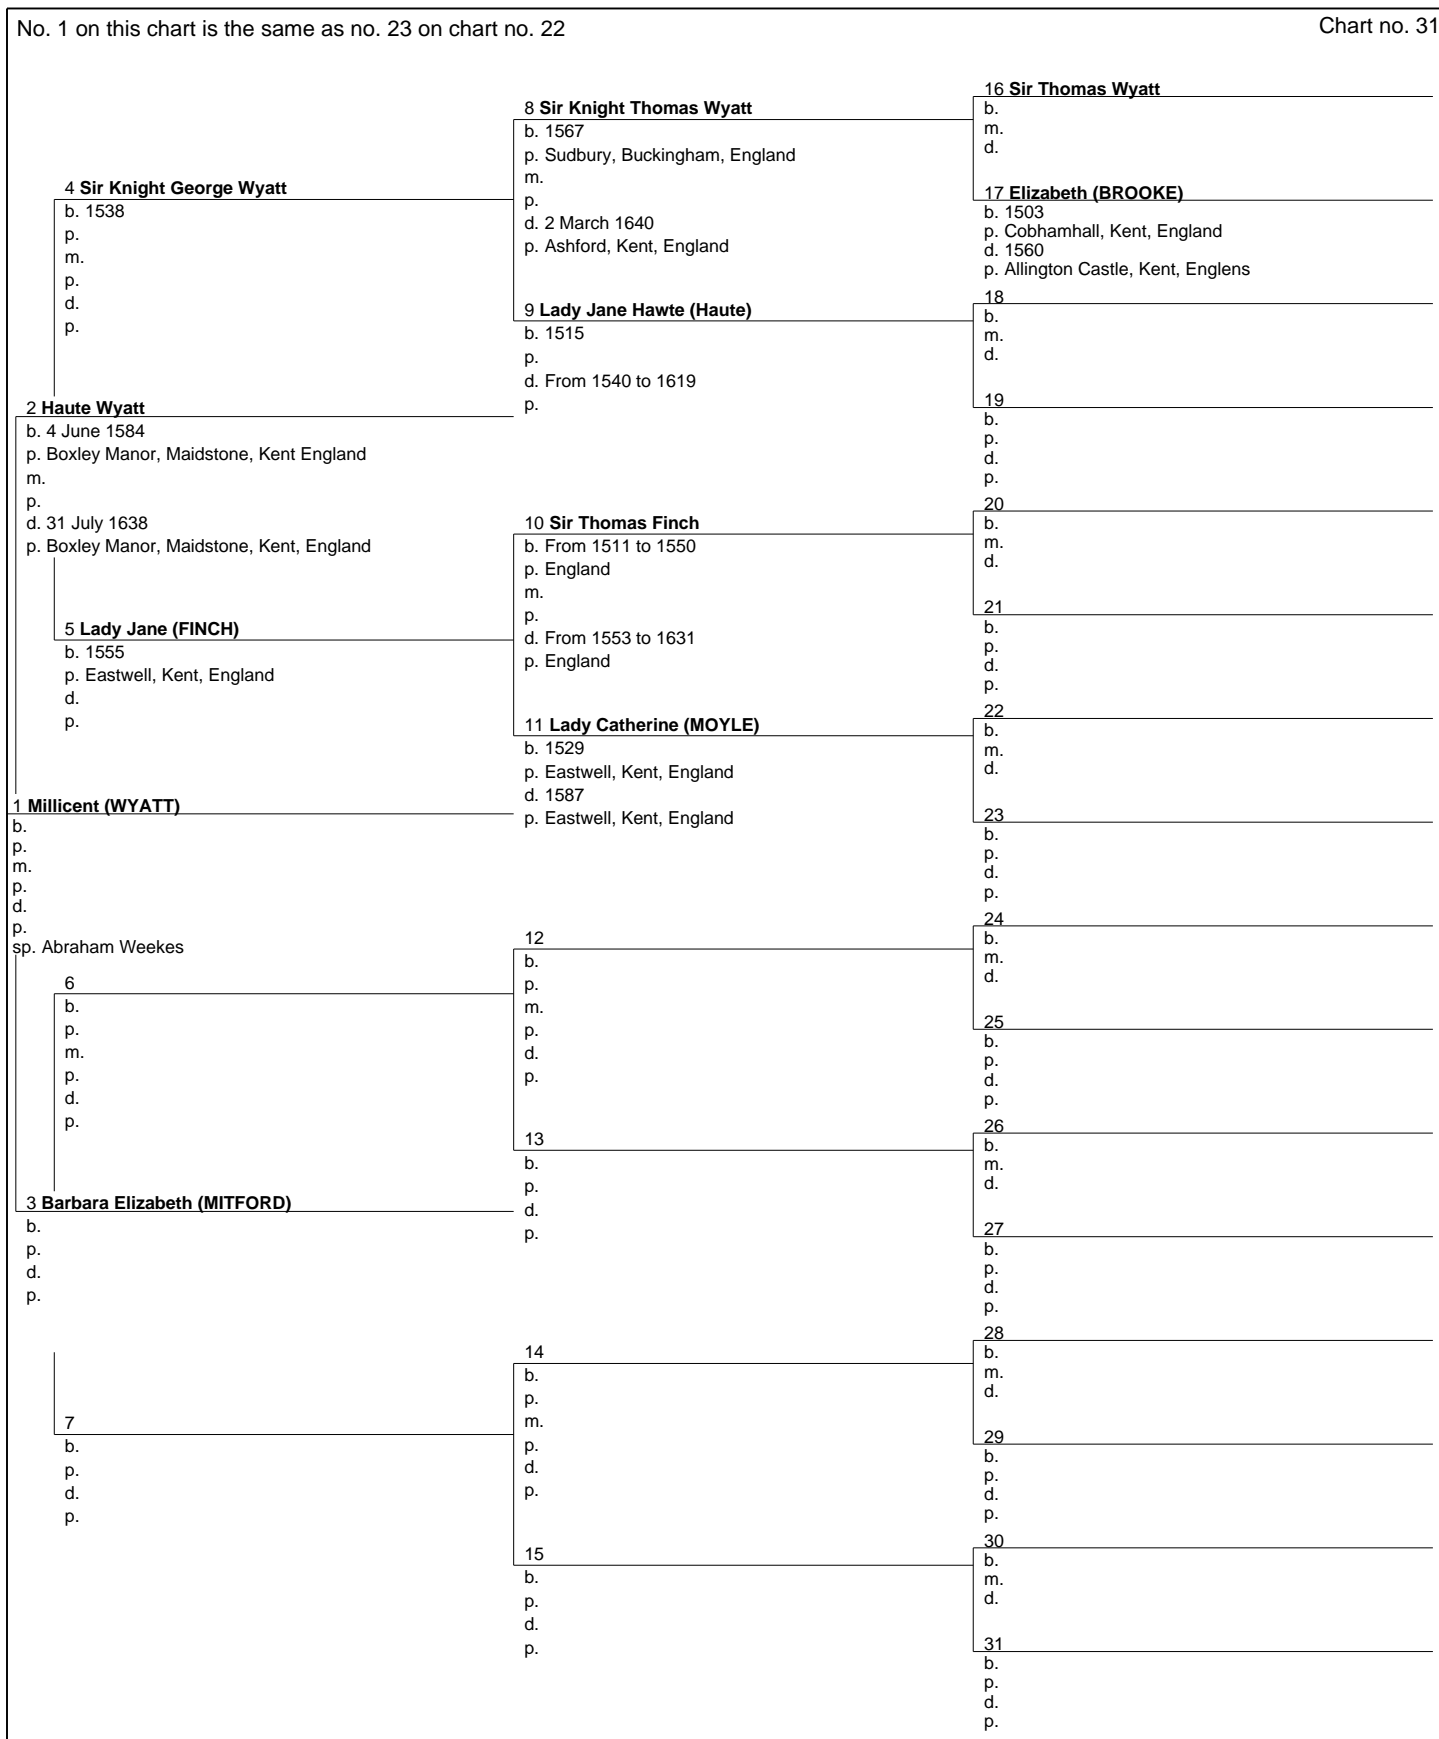 No. 1 on this chart is the same as no. 23 on chart no. 22
Chart no. 31
1 Millicent (WYATT)
b.
p.
m.
p.
d.
p.
sp. Abraham Weekes
2 Haute Wyatt
b. 4 June 1584
p. Boxley Manor, Maidstone, Kent England
m.
p.
d. 31 July 1638
p. Boxley Manor, Maidstone, Kent, England
3 Barbara Elizabeth (MITFORD)
b.
p.
d.
p.
4 Sir Knight George Wyatt
b. 1538
p.
m.
p.
d.
p.
5 Lady Jane (FINCH)
b. 1555
p. Eastwell, Kent, England
d.
p.
6
b.
p.
m.
p.
d.
p.
7
b.
p.
d.
p.
8 Sir Knight Thomas Wyatt
b. 1567
p. Sudbury, Buckingham, England
m.
p.
d. 2 March 1640
p. Ashford, Kent, England
9 Lady Jane Hawte (Haute)
b. 1515
p.
d. From 1540 to 1619
p.
10 Sir Thomas Finch
b. From 1511 to 1550
p. England
m.
p.
d. From 1553 to 1631
p. England
11 Lady Catherine (MOYLE)
b. 1529
p. Eastwell, Kent, England
d. 1587
p. Eastwell, Kent, England
12
b.
p.
m.
p.
d.
p.
13
b.
p.
d.
p.
14
b.
p.
m.
p.
d.
p.
15
b.
p.
d.
p.
16 Sir Thomas Wyatt
b.
m.
d.
17 Elizabeth (BROOKE)
b. 1503
p. Cobhamhall, Kent, England
d. 1560
p. Allington Castle, Kent, Englens
18
b.
m.
d.
19
b.
p.
d.
p.
20
b.
m.
d.
21
b.
p.
d.
p.
22
b.
m.
d.
23
b.
p.
d.
p.
24
b.
m.
d.
25
b.
p.
d.
p.
26
b.
m.
d.
27
b.
p.
d.
p.
28
b.
m.
d.
29
b.
p.
d.
p.
30
b.
m.
d.
31
b.
p.
d.
p.